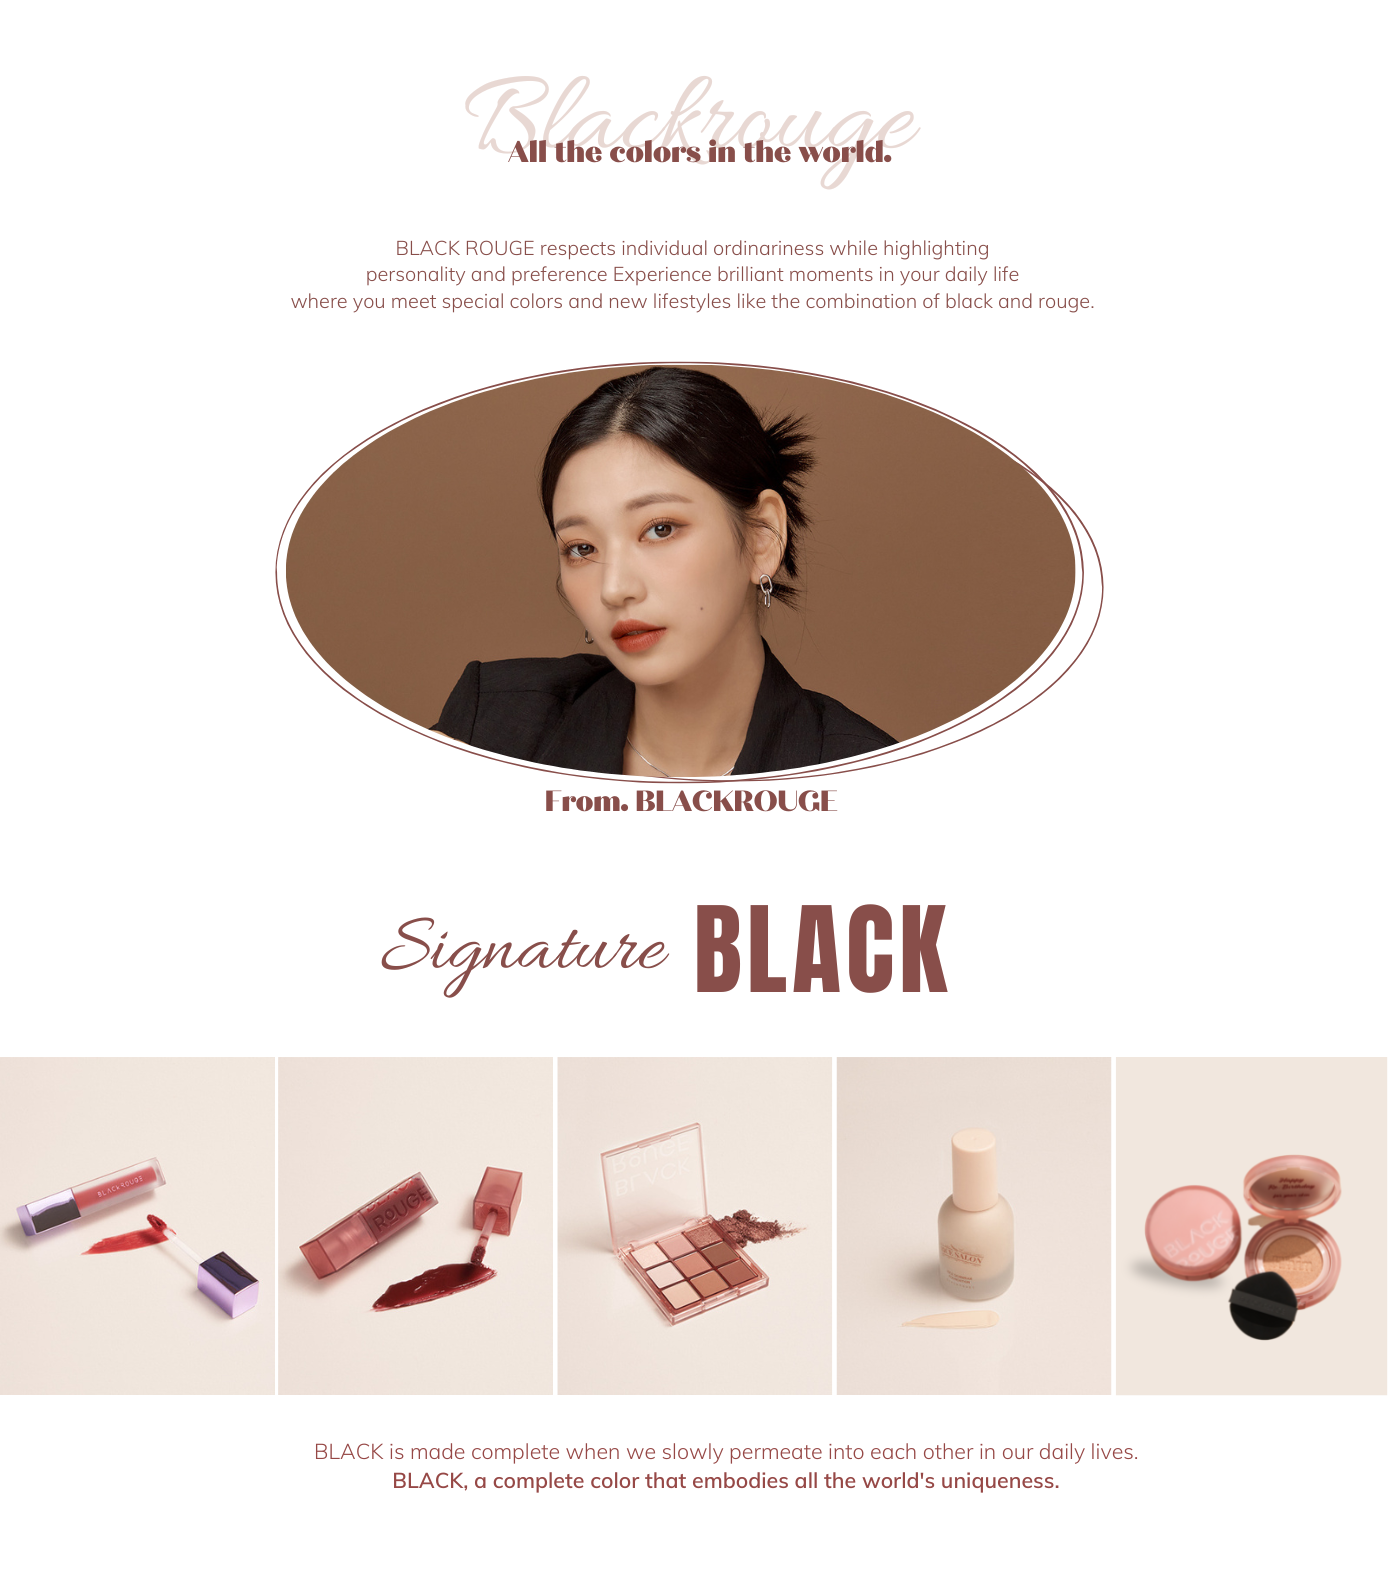 Blackrouge
All the colors in the world.
BLACK ROUGE respects individual ordinariness while highlighting
personality and preference Experience brilliant moments in your daily life
where you meet special colors and new lifestyles like the combination of black and rouge.
From. BLACKROUGE
Signature BLACK
BLACKROUGE
ROUGE
ROUGE
BLACK
BLACK
ROUGE
BLACK is made complete when we slowly permeate into each other in our daily lives.
BLACK, a complete color that embodies all the world's uniqueness.